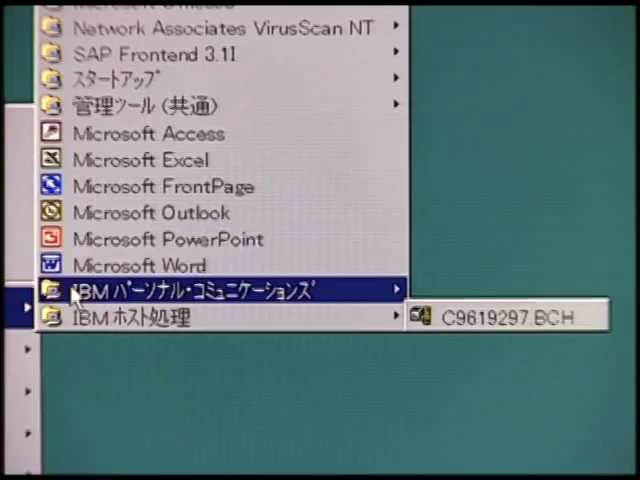 Network Associates VirusScan NT
SAP Frontend 3.1I
スタートアップ
管理ツール (共通)
Microsoft Access
Microsoft Excel
Microsoft FrontPage
Microsoft Outlook
Microsoft PowerPoint
Microsoft Word
IBM パーソナル・コミュニケーションズ
IBM ホスト処理
C9619297.BCH